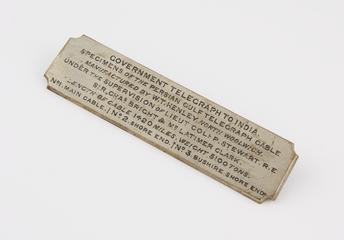 GOVERNMENT TELEGRAPH TO INDIA.
SPECIMENS OF THE PERSIAN GULF TELEGRAPH CABLE
MANUFACTURED BY W.T. HENLEY, NORTH WOOLWICH.
UNDER THE SUPERVISION OF LIEUT. COL: P. STEWART. R.E
SIR CHAS BRIGHT & MR LATIMER CLARK.
LENGTH OF CABLE 1450 MILES. WEIGHT 5100 TONS.
No 1. MAIN CABLE. No 2. SHORE END. No 3 BUSHIRE SHORE END.